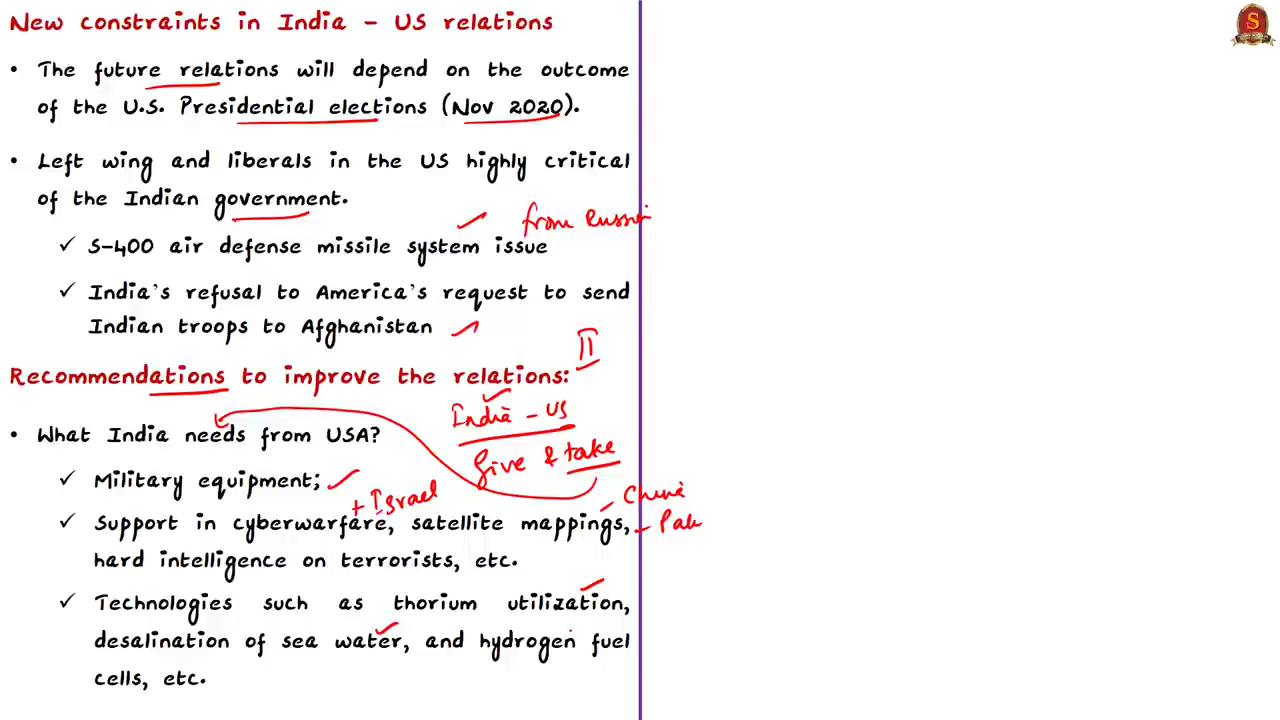 New constraints in India - US relations
• The future relations will depend on the outcome
of the U.S. Presidential elections (Nov 2020).
• Left wing and liberals in the US highly critical
of the Indian government.
from Russia
✓ S-400 air defense missile system issue
✓ India's refusal to America's request to send
Indian troops to Afghanistan
II
Recommendations to improve the relations:
India - US
• What India needs from USA?
Give & take
✓ Military equipment;
+ Israel
- China
✓ Support in cyberwarfare, satellite mappings,
- Pak
hard intelligence on terrorists, etc.
✓ Technologies such as thorium utilization,
desalination of sea water, and hydrogen fuel
cells, etc.
S